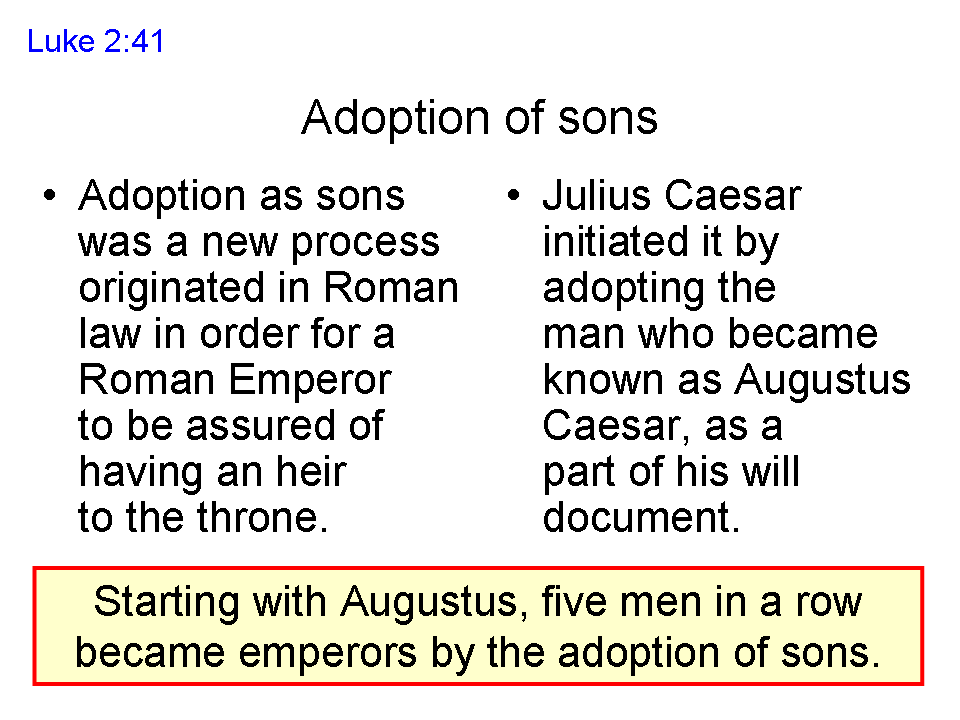 Luke 2:41
Adoption of sons
• Adoption as sons
was a new process
originated in Roman
law in order for a
Roman Emperor
to be assured of
having an heir
to the throne.
• Julius Caesar
initiated it by
adopting the
man who became
known as Augustus
Caesar, as a
part of his will
document.
Starting with Augustus, five men in a row
became emperors by the adoption of sons.